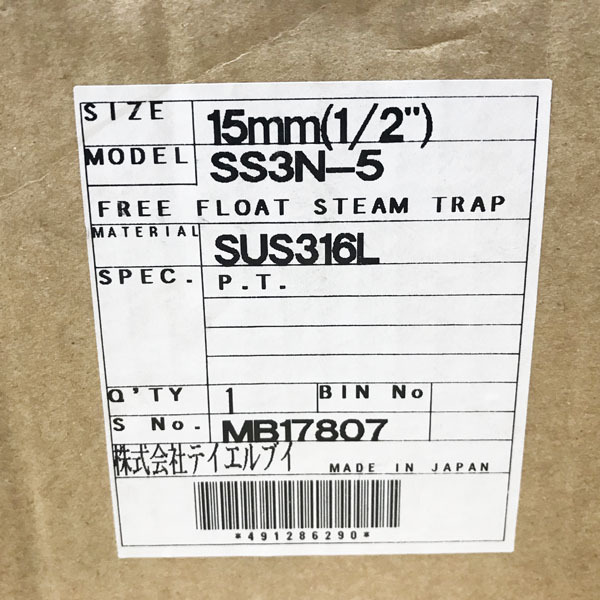 SIZE 15mm(1/2")
MODEL SS3N-5
FREE FLOAT STEAM TRAP
MATERIAL SUS316L
SPEC. P.T.
Q'TY 1 BIN No
S No. MB17807
株式会社テイエルブイ MADE IN JAPAN
*491286290*